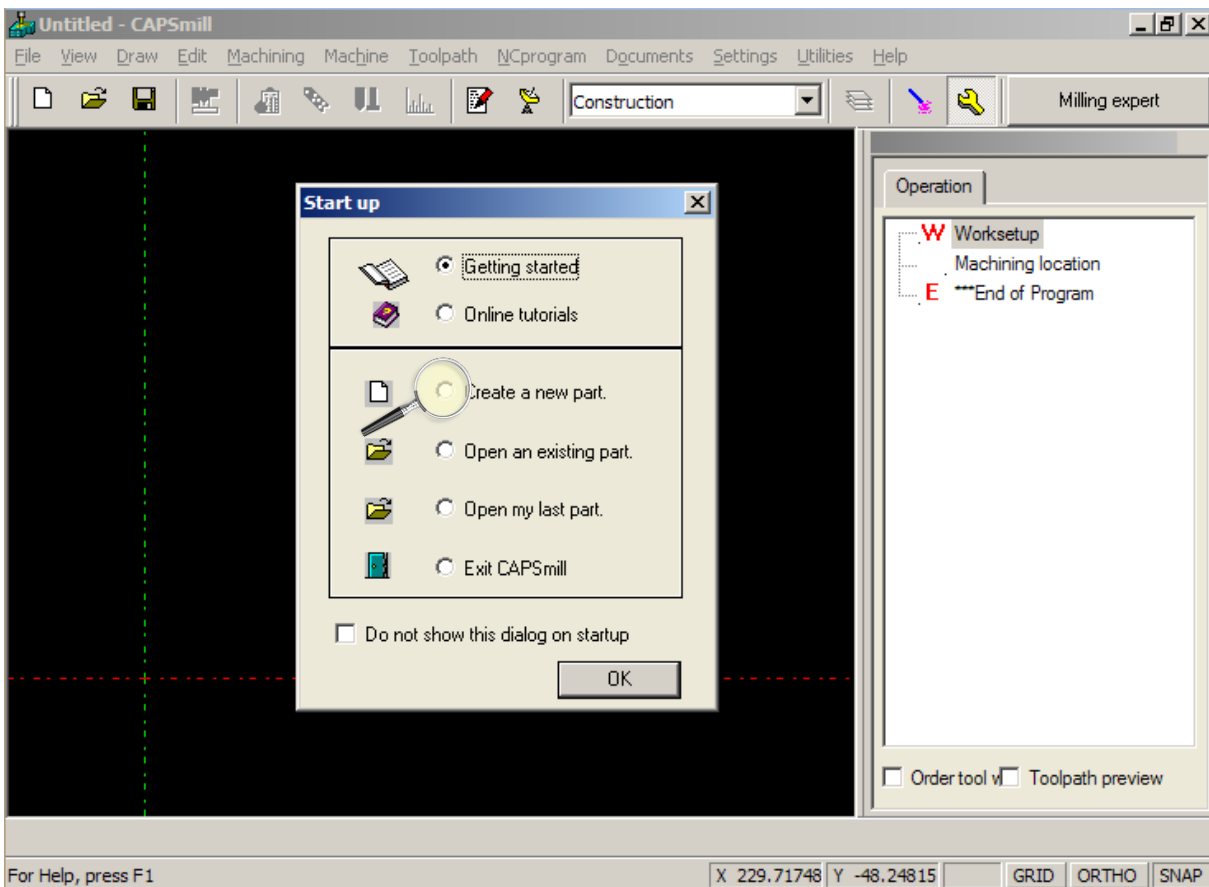 Untitled - CAPSmill
File View Draw Edit Machining Machine Toolpath NCprogram Documents Settings Utilities Help
Construction
Milling expert
Start up
Getting started
Online tutorials
Create a new part.
Open an existing part.
Open my last part.
Exit CAPSmill
Do not show this dialog on startup
OK
Operation
W Worksetup
Machining location
E ***End of Program
Order tool
Toolpath preview
For Help, press F1
X 229.71748 Y -48.24815 GRID ORTHO SNAP